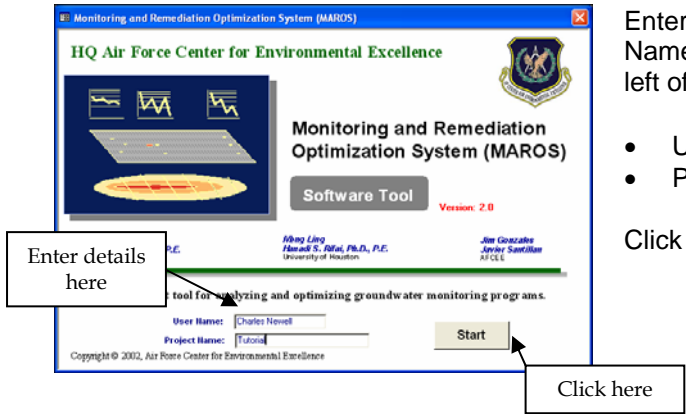 Monitoring and Remediation Optimization System (MAROS)
HQ Air Force Center for Environmental Excellence
Monitoring and Remediation
Optimization System (MAROS)
Software Tool
Version: 2.0
P.E.
Meng Ling
Hanadi S. Rifai, Ph.D., P.E.
University of Houston
Jim Gonzales
Javier Santillan
AFCEE
Enter details
here
tool for analyzing and optimizing groundwater monitoring programs.
User Name: Charles Newell
Project Name: Tutorial
Start
Copyright © 2002, Air Force Center for Environmental Excellence
Click here
Enter
Name
left of
• U
• P
Click